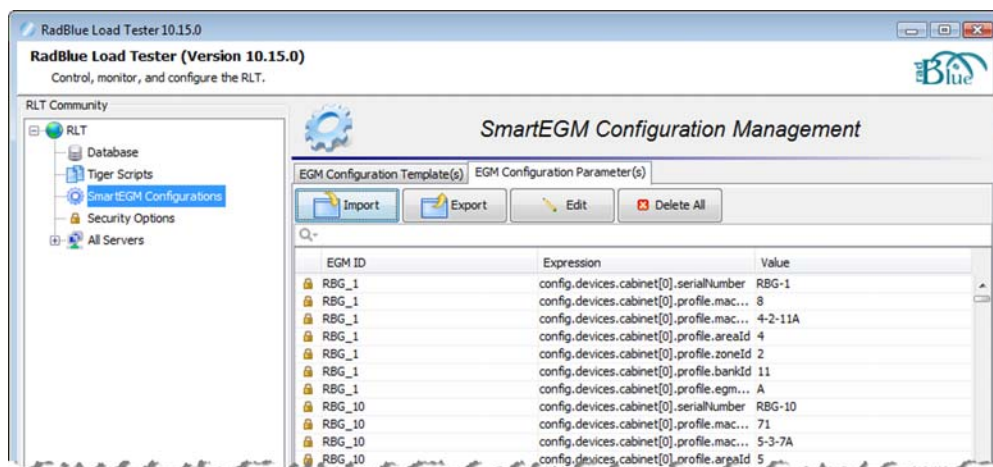 RadBlue Load Tester 10.15.0
RadBlue Load Tester (Version 10.15.0)
Control, monitor, and configure the RLT.
rad Blue
RLT Community
RLT
Database
Tiger Scripts
SmartEGM Configurations
Security Options
All Servers
SmartEGM Configuration Management
EGM Configuration Template(s) EGM Configuration Parameter(s)
Import Export Edit Delete All
EGM ID Expression Value
RBG_1 config.devices.cabinet[0].serialNumber RBG-1
RBG_1 config.devices.cabinet[0].profile.mac... 8
RBG_1 config.devices.cabinet[0].profile.mac... 4-2-11A
RBG_1 config.devices.cabinet[0].profile.areaId 4
RBG_1 config.devices.cabinet[0].profile.zoneId 2
RBG_1 config.devices.cabinet[0].profile.bankId 11
RBG_1 config.devices.cabinet[0].profile.egm... A
RBG_10 config.devices.cabinet[0].serialNumber RBG-10
RBG_10 config.devices.cabinet[0].profile.mac... 71
RBG_10 config.devices.cabinet[0].profile.mac... 5-3-7A
RBG_10 config.devices.cabinet[0].profile.areaId 5